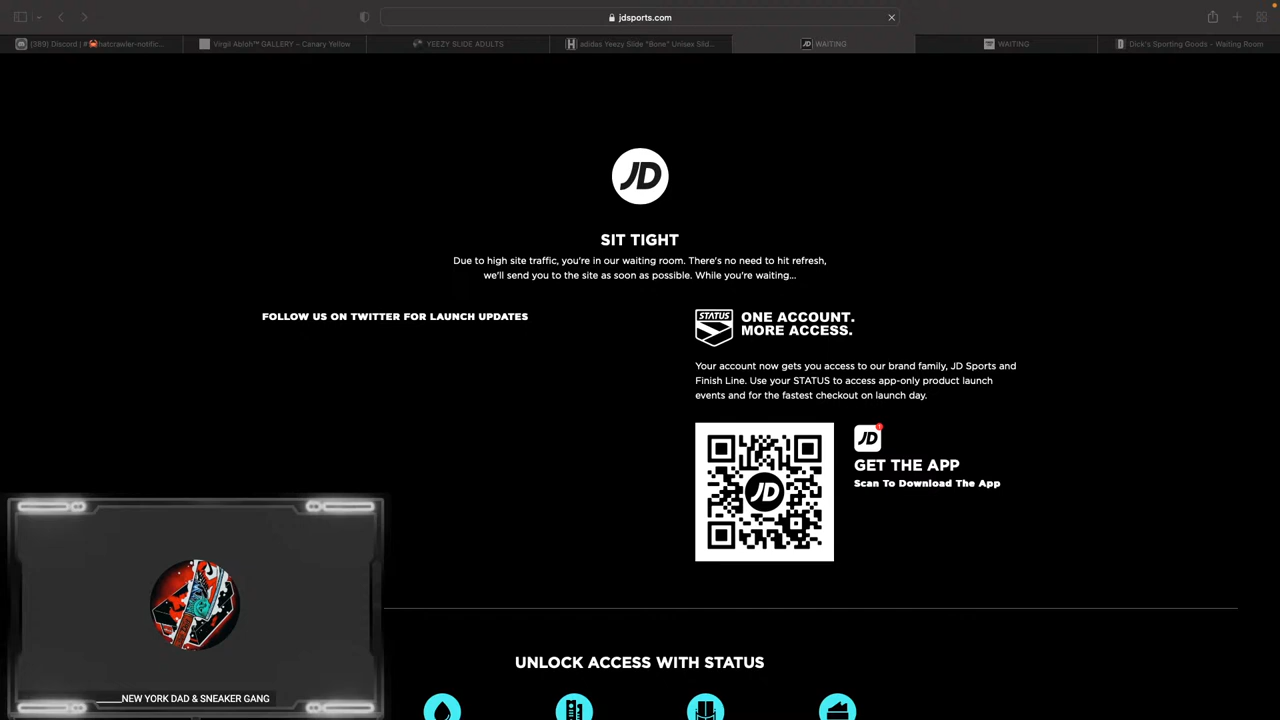 jdsports.com
Virgil Abloh™ GALLERY – Canary Yellow
YEEZY SLIDE ADULTS
adidas Yeezy Slide "Bone" Unisex Slid...
JD WAITING
WAITING
Dick's Sporting Goods – Waiting Room
JD
SIT TIGHT
Due to high site traffic, you're in our waiting room. There's no need to hit refresh,
we'll send you to the site as soon as possible. While you're waiting...
FOLLOW US ON TWITTER FOR LAUNCH UPDATES
STATUS
ONE ACCOUNT.
MORE ACCESS.
Your account now gets you access to our brand family, JD Sports and
Finish Line. Use your STATUS to access app-only product launch
events and for the fastest checkout on launch day.
JD
JD
GET THE APP
Scan To Download The App
NEW YORK DAD & SNEAKER GANG
UNLOCK ACCESS WITH STATUS